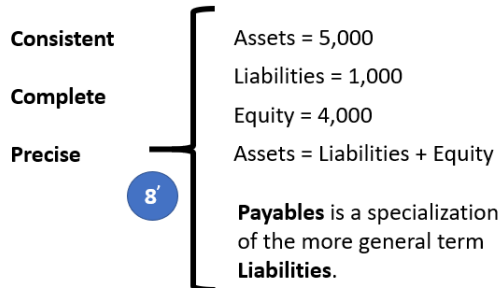 Consistent
Complete
Precise
8’
Assets = 5,000
Liabilities = 1,000
Equity = 4,000
Assets = Liabilities + Equity
Payables is a specialization
of the more general term
Liabilities.